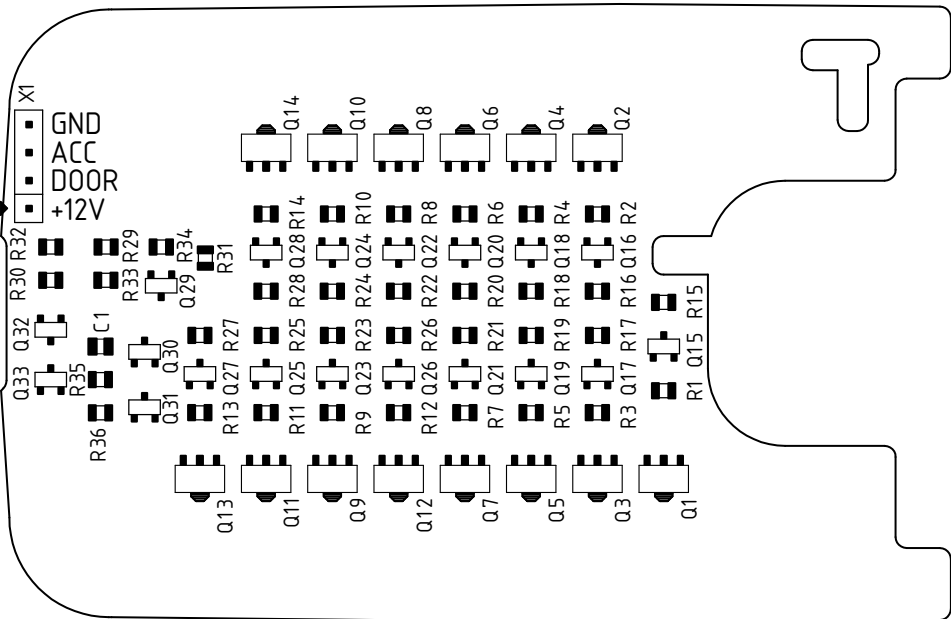 X1
GND
ACC
DOOR
+12V
Q14
Q10
Q8
Q6
Q4
Q2
R14
R10
R8
R6
R4
R2
R32
R29
R34
R31
Q28
Q24
Q22
Q20
Q18
Q16
R30
R33
Q29
R28
R24
R22
R20
R18
R16
R15
Q32
C1
Q30
R27
R25
R23
R26
R21
R19
R17
Q15
Q33
R35
Q31
Q27
Q25
Q23
Q26
Q21
Q19
Q17
R1
R36
R13
R11
R9
R12
R7
R5
R3
Q13
Q11
Q9
Q12
Q7
Q5
Q3
Q1